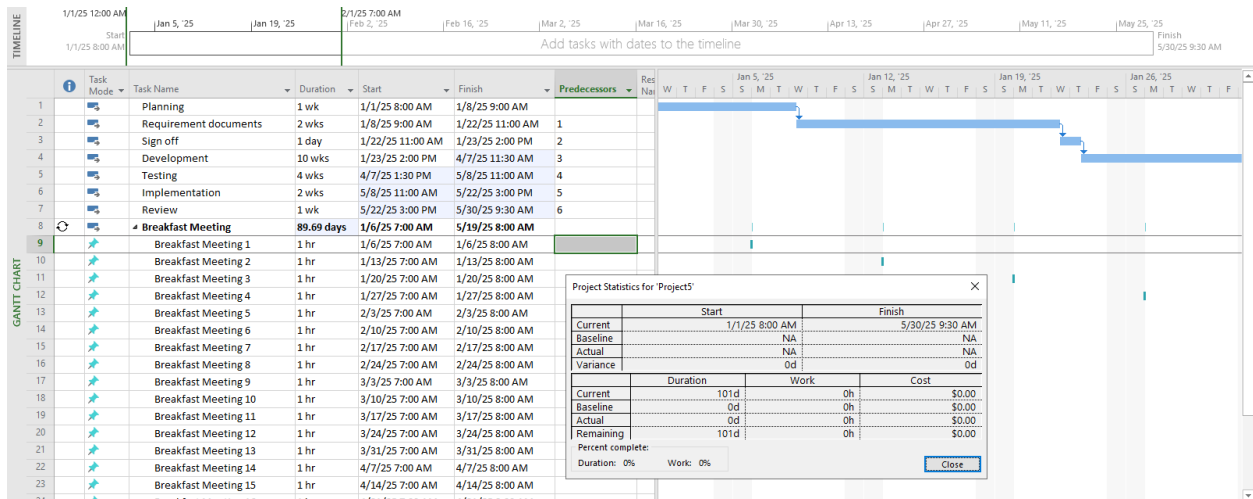 TIMELINE
1/1/25 12:00 AM
2/1/25 7:00 AM
Jan 5, '25 Jan 19, '25 Feb 2, '25 Feb 16, '25 Mar 2, '25 Mar 16, '25 Mar 30, '25 Apr 13, '25 Apr 27, '25 May 11, '25 May 25, '25
Start
1/1/25 8:00 AM
Add tasks with dates to the timeline
Finish
5/30/25 9:30 AM
GANTT CHART
Task Mode Task Name Duration Start Finish Predecessors Res Nar
Jan 5, '25 Jan 12, '25 Jan 19, '25 Jan 26, '25
W T F S S M T W T F S S M T W T F S S M T W T F S S M T W T F
1 Planning 1 wk 1/1/25 8:00 AM 1/8/25 9:00 AM
2 Requirement documents 2 wks 1/8/25 9:00 AM 1/22/25 11:00 AM 1
3 Sign off 1 day 1/22/25 11:00 AM 1/23/25 2:00 PM 2
4 Development 10 wks 1/23/25 2:00 PM 4/7/25 11:30 AM 3
5 Testing 4 wks 4/7/25 1:30 PM 5/8/25 11:00 AM 4
6 Implementation 2 wks 5/8/25 11:00 AM 5/22/25 3:00 PM 5
7 Review 1 wk 5/22/25 3:00 PM 5/30/25 9:30 AM 6
8 Breakfast Meeting 89.69 days 1/6/25 7:00 AM 5/19/25 8:00 AM
9 Breakfast Meeting 1 1 hr 1/6/25 7:00 AM 1/6/25 8:00 AM
10 Breakfast Meeting 2 1 hr 1/13/25 7:00 AM 1/13/25 8:00 AM
11 Breakfast Meeting 3 1 hr 1/20/25 7:00 AM 1/20/25 8:00 AM
12 Breakfast Meeting 4 1 hr 1/27/25 7:00 AM 1/27/25 8:00 AM
13 Breakfast Meeting 5 1 hr 2/3/25 7:00 AM 2/3/25 8:00 AM
14 Breakfast Meeting 6 1 hr 2/10/25 7:00 AM 2/10/25 8:00 AM
15 Breakfast Meeting 7 1 hr 2/17/25 7:00 AM 2/17/25 8:00 AM
16 Breakfast Meeting 8 1 hr 2/24/25 7:00 AM 2/24/25 8:00 AM
17 Breakfast Meeting 9 1 hr 3/3/25 7:00 AM 3/3/25 8:00 AM
18 Breakfast Meeting 10 1 hr 3/10/25 7:00 AM 3/10/25 8:00 AM
19 Breakfast Meeting 11 1 hr 3/17/25 7:00 AM 3/17/25 8:00 AM
20 Breakfast Meeting 12 1 hr 3/24/25 7:00 AM 3/24/25 8:00 AM
21 Breakfast Meeting 13 1 hr 3/31/25 7:00 AM 3/31/25 8:00 AM
22 Breakfast Meeting 14 1 hr 4/7/25 7:00 AM 4/7/25 8:00 AM
23 Breakfast Meeting 15 1 hr 4/14/25 7:00 AM 4/14/25 8:00 AM
Project Statistics for 'Project5'
Start Finish
Current 1/1/25 8:00 AM 5/30/25 9:30 AM
Baseline NA NA
Actual NA NA
Variance 0d 0d
Duration Work Cost
Current 101d 0h $0.00
Baseline 0d 0h $0.00
Actual 0d 0h $0.00
Remaining 101d 0h $0.00
Percent complete:
Duration: 0% Work: 0%
Close